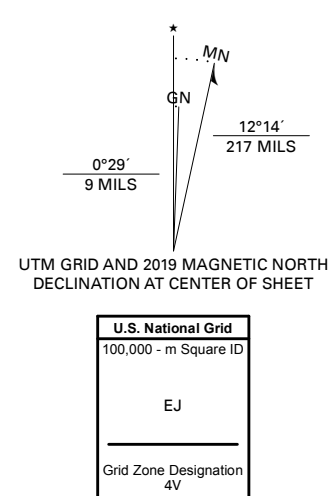 ★
MN
GN
12°14´
217 MILS
0°29´
9 MILS
UTM GRID AND 2019 MAGNETIC NORTH
DECLINATION AT CENTER OF SHEET
U.S. National Grid
100,000 - m Square ID
EJ
Grid Zone Designation
4V